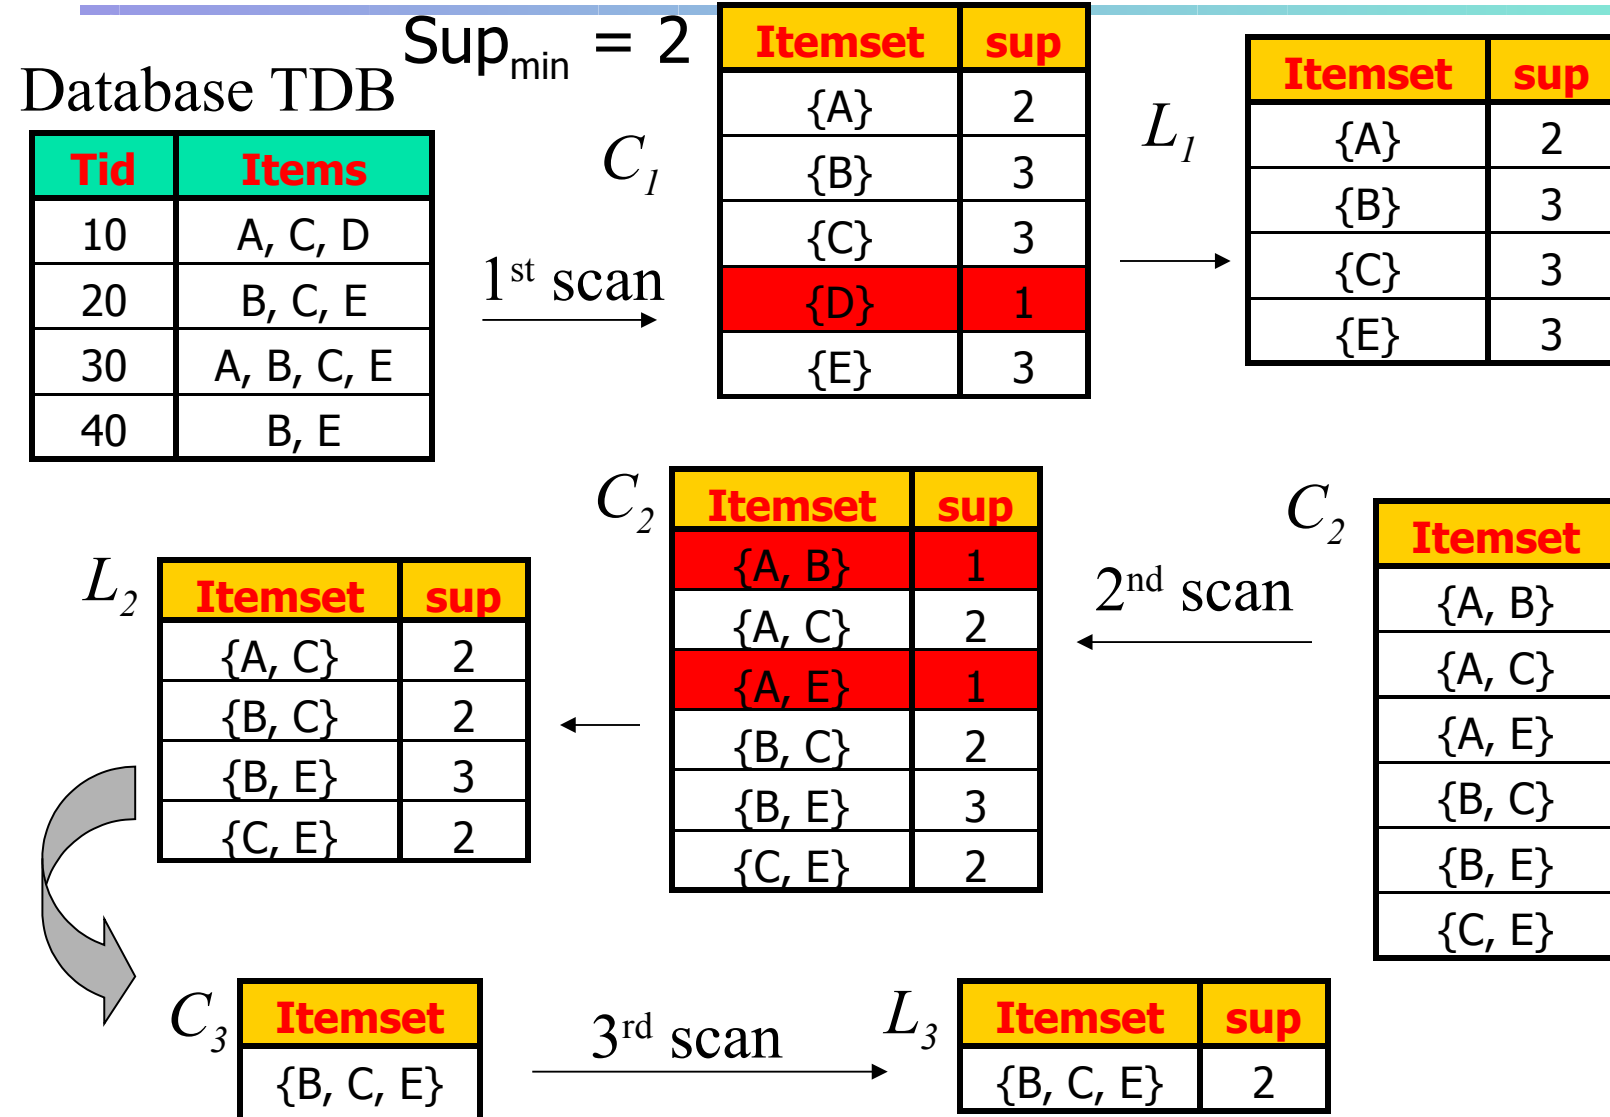 Sup_min = 2
Database TDB
Tid Items
10 A, C, D
20 B, C, E
30 A, B, C, E
40 B, E
1st scan
C1
Itemset sup
{A} 2
{B} 3
{C} 3
{D} 1
{E} 3
L1
Itemset sup
{A} 2
{B} 3
{C} 3
{E} 3
C2
Itemset
{A, B}
{A, C}
{A, E}
{B, C}
{B, E}
{C, E}
2nd scan
C2
Itemset sup
{A, B} 1
{A, C} 2
{A, E} 1
{B, C} 2
{B, E} 3
{C, E} 2
L2
Itemset sup
{A, C} 2
{B, C} 2
{B, E} 3
{C, E} 2
C3
Itemset
{B, C, E}
3rd scan
L3
Itemset sup
{B, C, E} 2